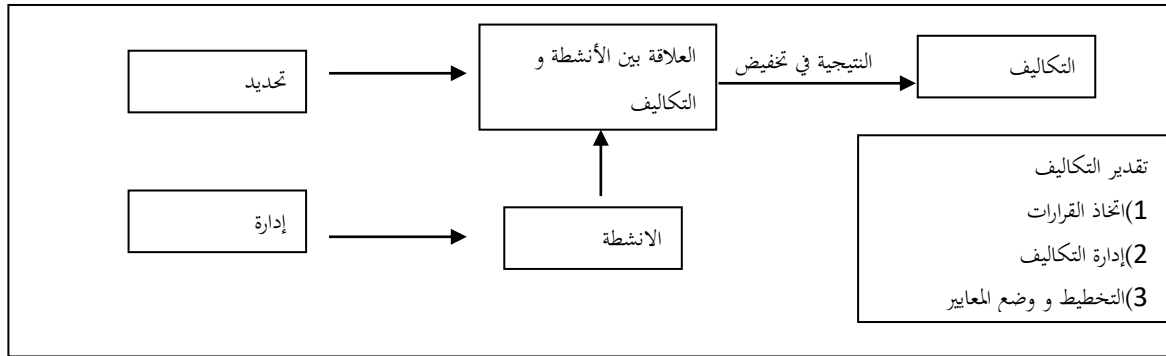 العلاقة بين الأنشطة و
التكاليف
تحديد
النتيجية في تخفيض
التكاليف
إدارة
الانشطة
تقدير التكاليف
1)اتخاذ القرارات
2)إدارة التكاليف
3)التخطيط و وضع المعايير